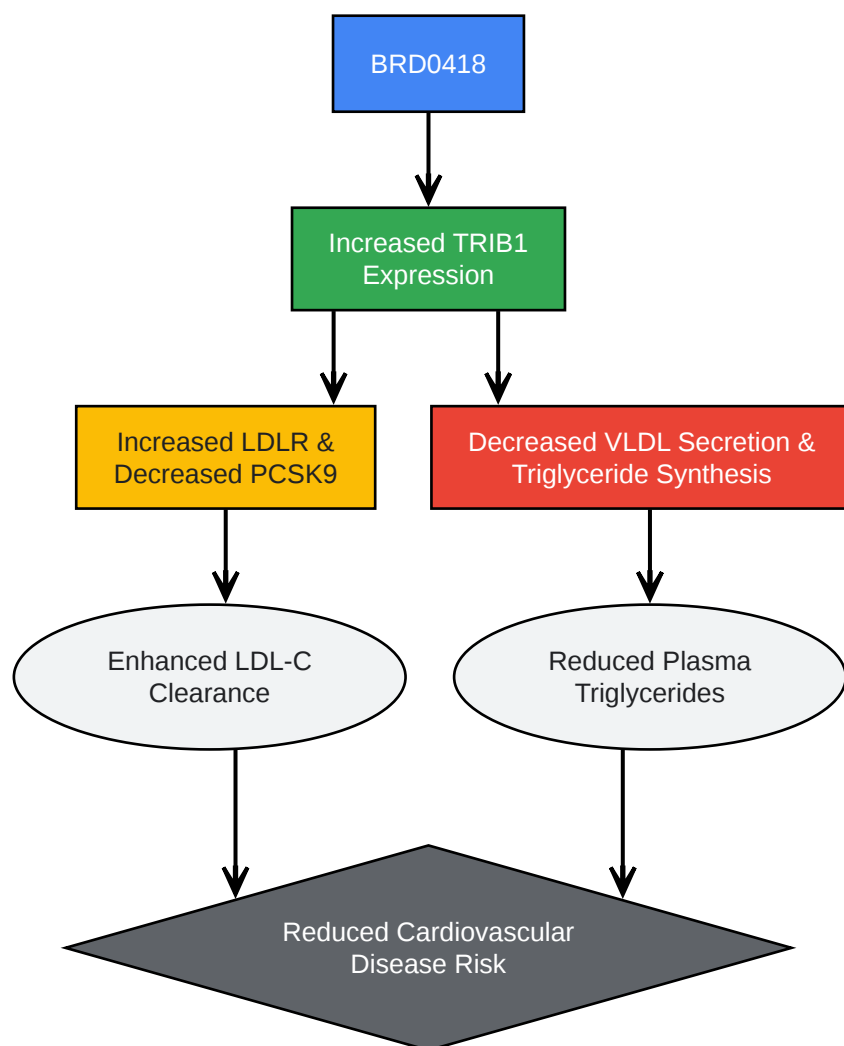 BRD0418
Increased TRIB1
Expression
Increased LDLR &
Decreased PCSK9
Decreased VLDL Secretion &
Triglyceride Synthesis
Enhanced LDL-C
Clearance
Reduced Plasma
Triglycerides
Reduced Cardiovascular
Disease Risk